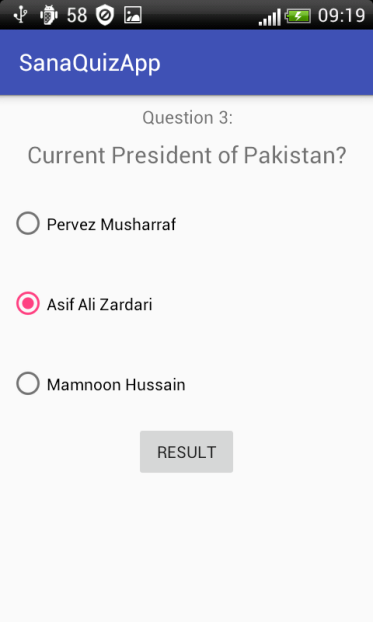 58 09:19
SanaQuizApp
Question 3:
Current President of Pakistan?
Pervez Musharraf
Asif Ali Zardari
Mamnoon Hussain
RESULT